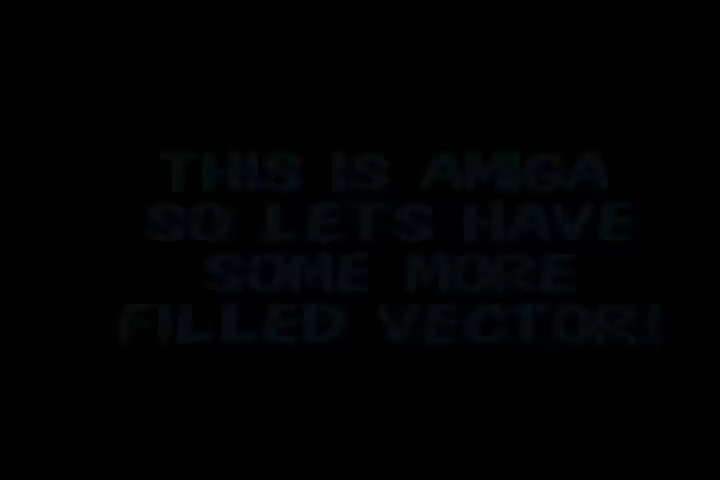 THIS IS AMIGA
SO LETS HAVE
SOME MORE
FILLED VECTOR!